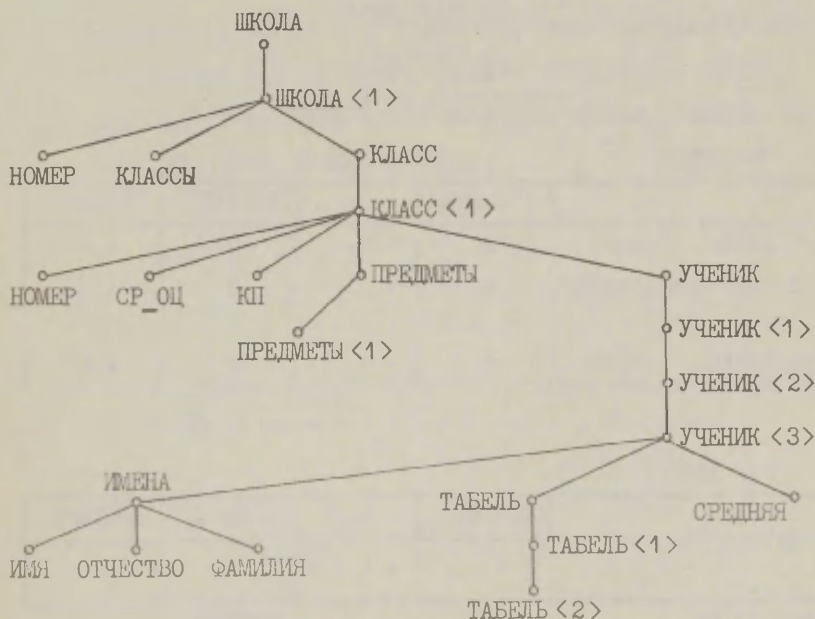 ШКОЛА
ШКОЛА <1>
НОМЕР КЛАССЫ КЛАСС
КЛАСС <1>
НОМЕР СР_ОЦ КП ПРЕДМЕТЫ УЧЕНИК
ПРЕДМЕТЫ <1> УЧЕНИК <1>
УЧЕНИК <2>
УЧЕНИК <3>
ИМЕНА ТАБЕЛЬ СРЕДНЯЯ
ИМЯ ОТЧЕСТВО ФАМИЛИЯ ТАБЕЛЬ <1>
ТАБЕЛЬ <2>